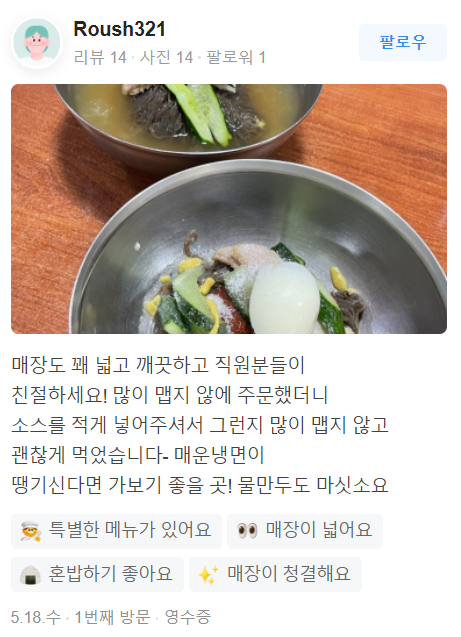 Roush321
리뷰 14 · 사진 14 · 팔로워 1
팔로우
매장도 꽤 넓고 깨끗하고 직원분들이
친절하세요! 많이 맵지 않에 주문했더니
소스를 적게 넣어주셔서 그런지 많이 맵지 않고
괜찮게 먹었습니다- 매운냉면이
땡기신다면 가보기 좋을 곳! 물만두도 마싯소요
특별한 메뉴가 있어요
매장이 넓어요
혼밥하기 좋아요
매장이 청결해요
5.18.수 · 1번째 방문 · 영수증